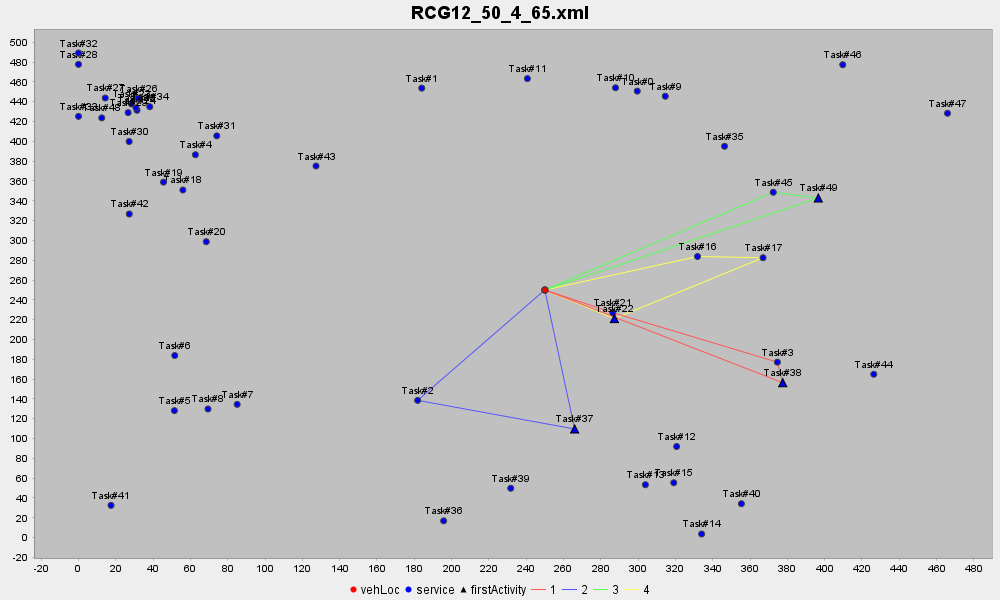 RCG12_50_4_65.xml
500
480
460
440
420
400
380
360
340
320
300
280
260
240
220
200
180
160
140
120
100
80
60
40
20
0
-20
Task#32
Task#28
Task#1
Task#11
Task#10
Task#0
Task#9
Task#46
Task#47
Task#27
Task#26
Task#34
Task#33
Task#48
Task#30
Task#31
Task#4
Task#43
Task#35
Task#19
Task#18
Task#45
Task#49
Task#42
Task#20
Task#16
Task#17
Task#21
Task#22
Task#6
Task#3
Task#38
Task#44
Task#2
Task#5
Task#8
Task#7
Task#37
Task#12
Task#13
Task#15
Task#39
Task#41
Task#40
Task#36
Task#14
-20 0 20 40 60 80 100 120 140 160 180 200 220 240 260 280 300 320 340 360 380 400 420 440 460 480
vehLoc service firstActivity 1 2 3 4